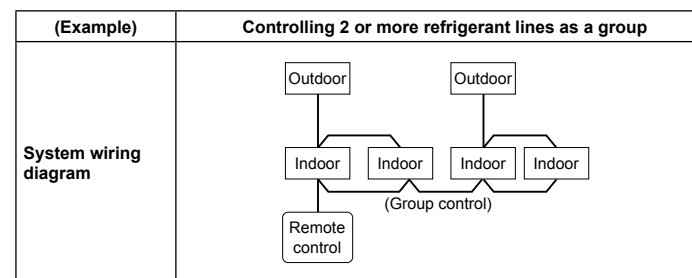 (Example)
Controlling 2 or more refrigerant lines as a group
System wiring
diagram
Outdoor
Outdoor
Indoor
Indoor
Indoor
Indoor
(Group control)
Remote
control